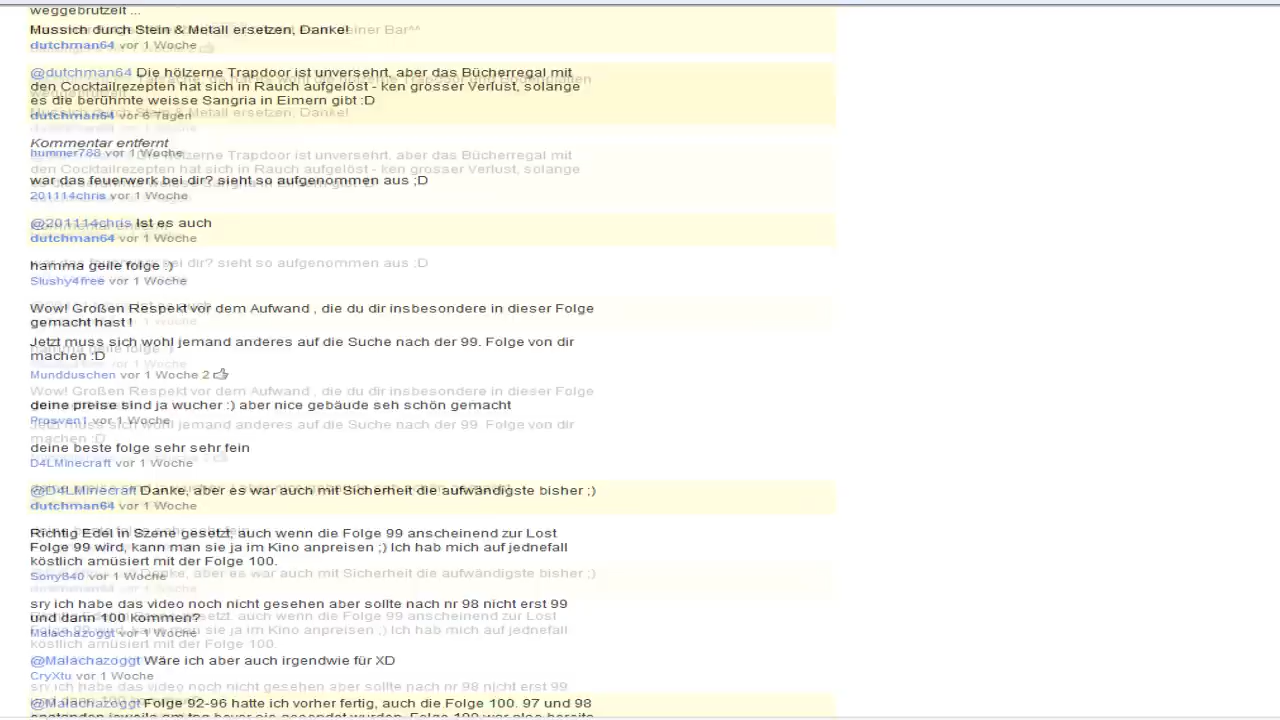 weggebrutzelt ...
Mussich durch Stein & Metall ersetzen, Danke!
dutchman64 vor 1 Woche
@dutchman64 Die hölzerne Trapdoor ist unversehrt, aber das Bücherregal mit
den Cocktailrezepten hat sich in Rauch aufgelöst - ken grosser Verlust, solange
es die berühmte weisse Sangria in Eimern gibt :D
dutchman64 vor 6 Tagen
Kommentar entfernt
hummer788 vor 1 Woche
war das feuerwerk bei dir? sieht so aufgenommen aus ;D
201114chris vor 1 Woche
@201114chris Ist es auch
dutchman64 vor 1 Woche
hamma geile folge :)
Slushy4free vor 1 Woche
Wow! Großen Respekt vor dem Aufwand , die du dir insbesondere in dieser Folge
gemacht hast !
Jetzt muss sich wohl jemand anderes auf die Suche nach der 99. Folge von dir
machen :D
Mundduschen vor 1 Woche 2
deine preise sind ja wucher :) aber nice gebäude seh schön gemacht
Prosven1 vor 1 Woche
deine beste folge sehr sehr fein
D4LMinecraft vor 1 Woche
@D4LMinecraft Danke, aber es war auch mit Sicherheit die aufwändigste bisher ;)
dutchman64 vor 1 Woche
Richtig Edel in Szene gesetzt, auch wenn die Folge 99 anscheinend zur Lost
Folge 99 wird, kann man sie ja im Kino anpreisen ;) Ich hab mich auf jednefall
köstlich amüsiert mit der Folge 100.
Sony840 vor 1 Woche
sry ich habe das video noch nicht gesehen aber sollte nach nr 98 nicht erst 99
und dann 100 kommen?
Malachazoggt vor 1 Woche
@Malachazoggt Wäre ich aber auch irgendwie für XD
CryXtu vor 1 Woche
@Malachazoggt Folge 92-96 hatte ich vorher fertig, auch die Folge 100. 97 und 98